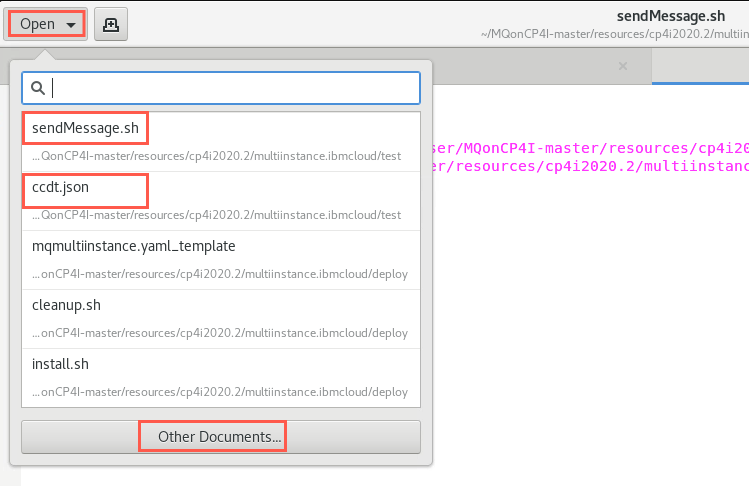 Open
sendMessage.sh
~/MQonCP4I-master/resources/cp4i2020.2/multiin
sendMessage.sh
...QonCP4I-master/resources/cp4i2020.2/multiinstance.ibmcloud/test
ser/MQonCP4I-master/resources/cp4i20
er/resources/cp4i2020.2/multiinstanc
ccdt.json
...QonCP4I-master/resources/cp4i2020.2/multiinstance.ibmcloud/test
mqmultiinstance.yaml_template
...onCP4I-master/resources/cp4i2020.2/multiinstance.ibmcloud/deploy
cleanup.sh
...onCP4I-master/resources/cp4i2020.2/multiinstance.ibmcloud/deploy
install.sh
...onCP4I-master/resources/cp4i2020.2/multiinstance.ibmcloud/deploy
Other Documents...